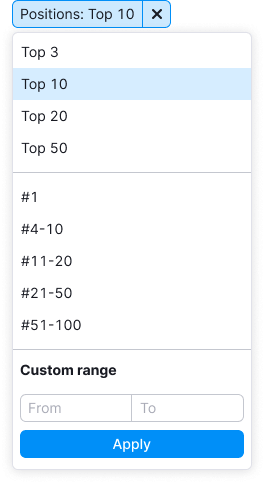 Positions: Top 10
Top 3
Top 10
Top 20
Top 50
#1
#4-10
#11-20
#21-50
#51-100
Custom range
From To
Apply